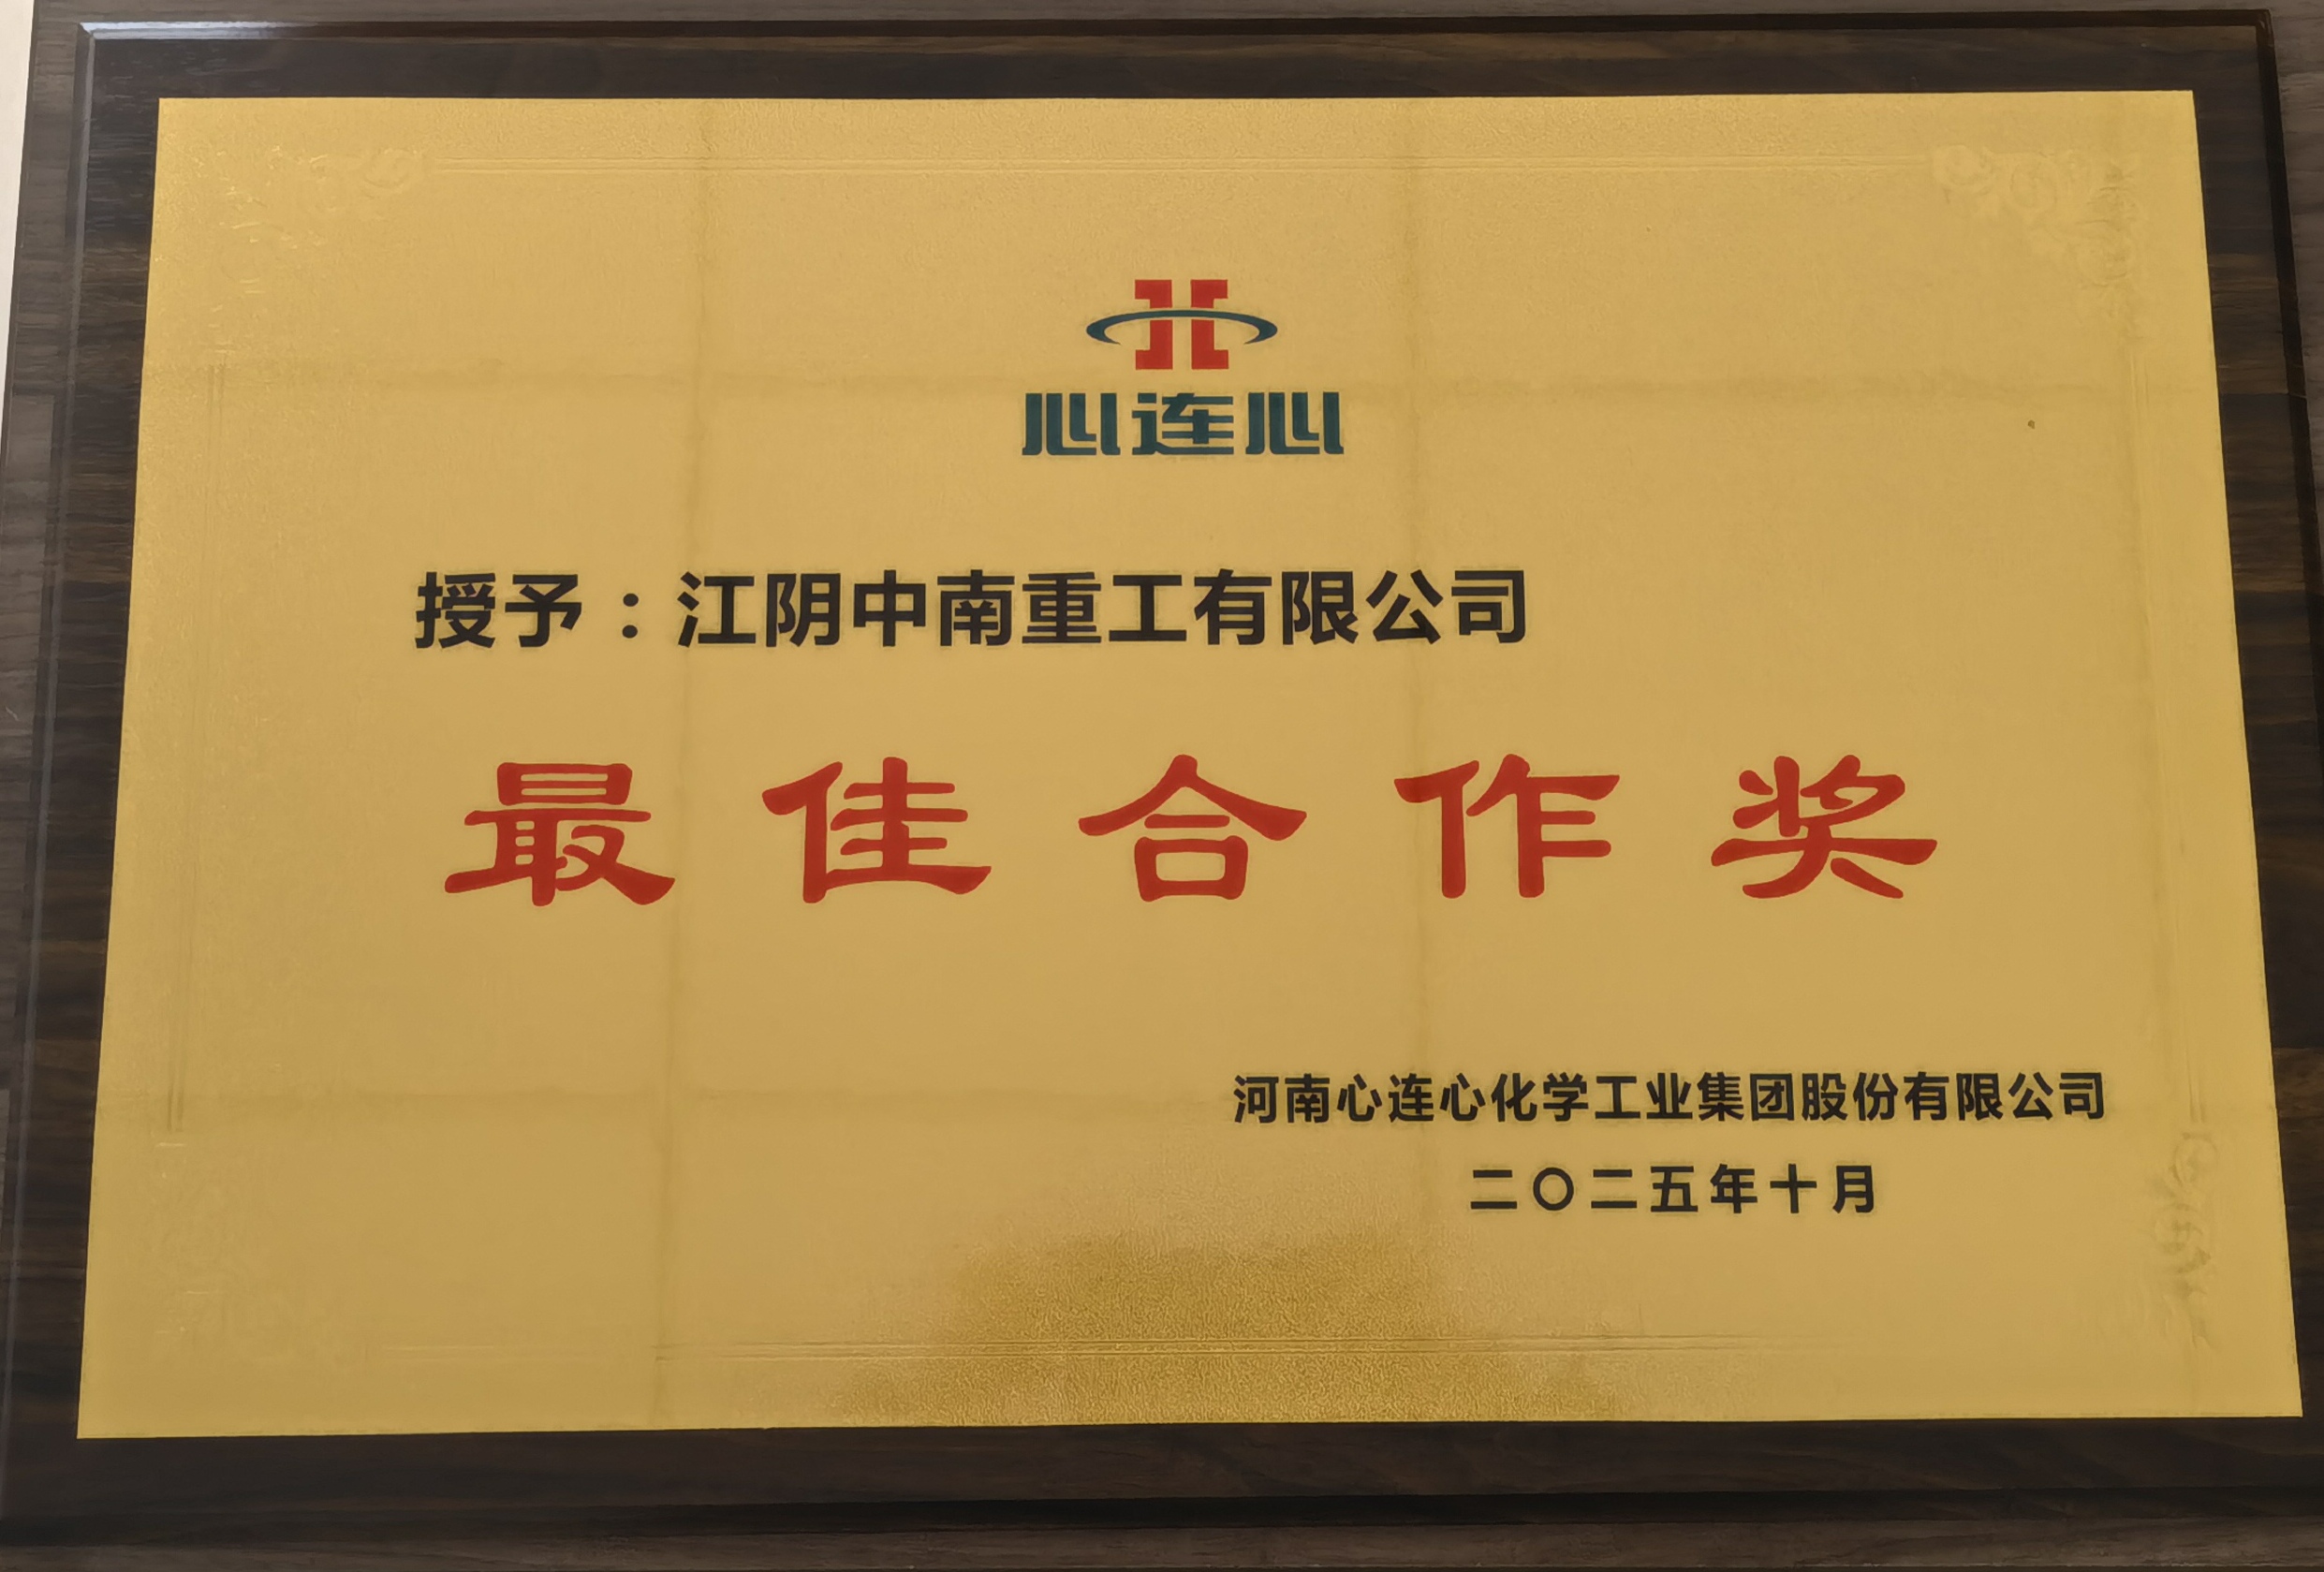 心连心
授予：江阴中南重工有限公司
最佳合作奖
河南心连心化学工业集团股份有限公司
二〇二五年十月